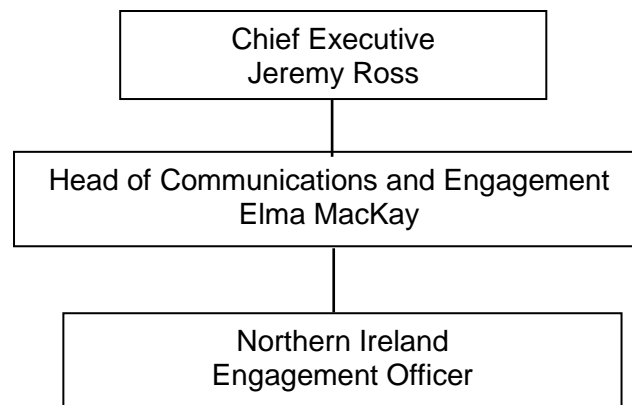 Chief Executive
Jeremy Ross
Head of Communications and Engagement
Elma MacKay
Northern Ireland
Engagement Officer